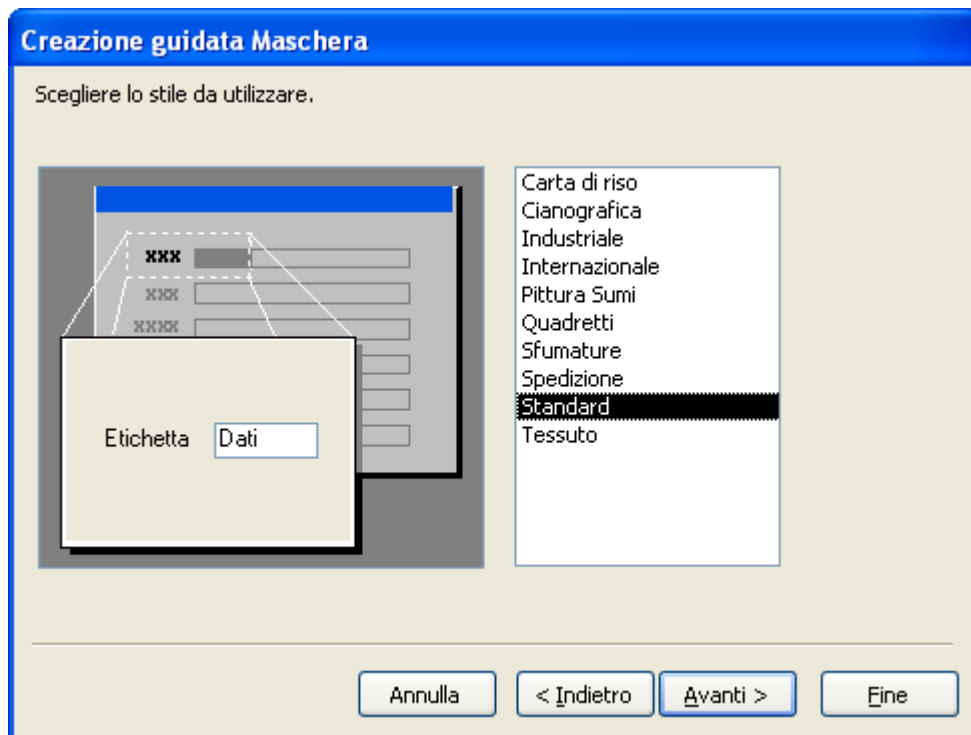 Creazione guidata Maschera
Scegliere lo stile da utilizzare.
xxx
xxx
xxxx
Etichetta Dati
Carta di riso
Cianografica
Industriale
Internazionale
Pittura Sumi
Quadretti
Sfumature
Spedizione
Standard
Tessuto
Annulla < Indietro Avanti > Fine